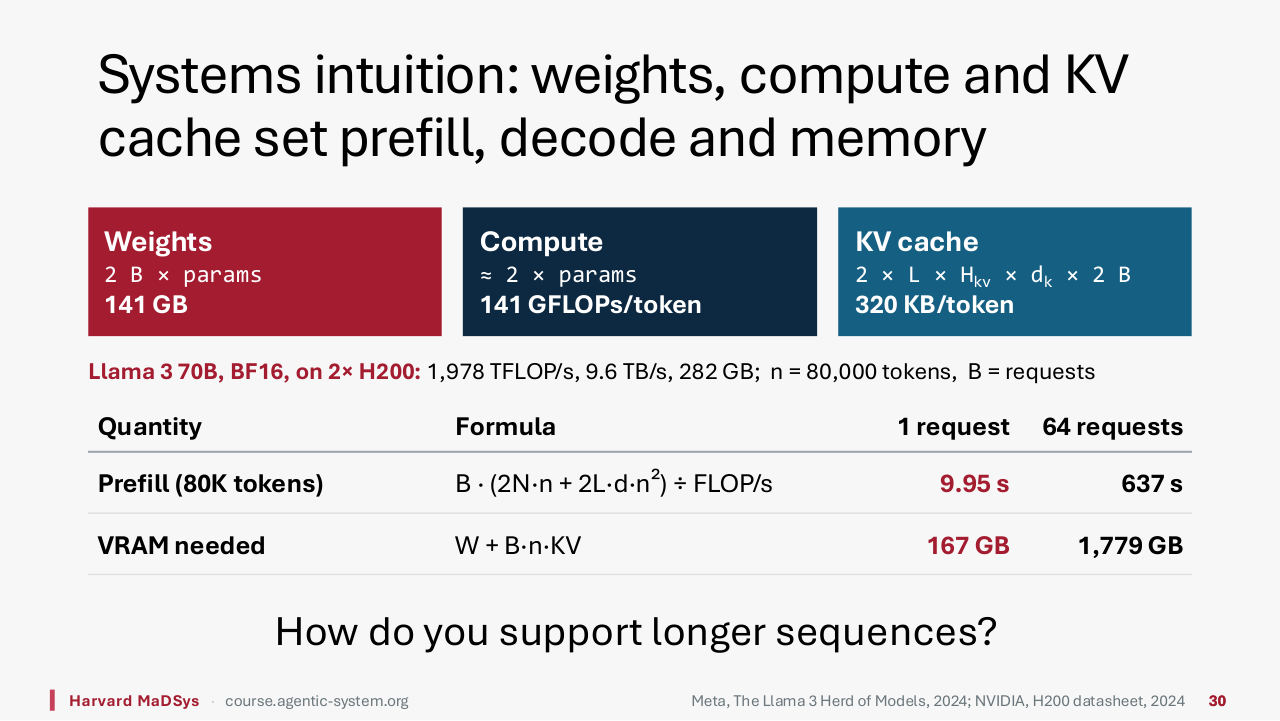 Systems intuition: weights, compute and KV
cache set prefill, decode and memory
Weights
2 B × params
141 GB
Compute
≈ 2 × params
141 GFLOPs/token
KV cache
2 × L × Hkv × dk × 2 B
320 KB/token
Llama 3 70B, BF16, on 2× H200: 1,978 TFLOP/s, 9.6 TB/s, 282 GB; n = 80,000 tokens, B = requests
Quantity Formula 1 request 64 requests
Prefill (80K tokens) B · (2N·n + 2L·d·n²) ÷ FLOP/s 9.95 s 637 s
VRAM needed W + B·n·KV 167 GB 1,779 GB
How do you support longer sequences?
Harvard MaDSys · course.agentic-system.org Meta, The Llama 3 Herd of Models, 2024; NVIDIA, H200 datasheet, 2024 30